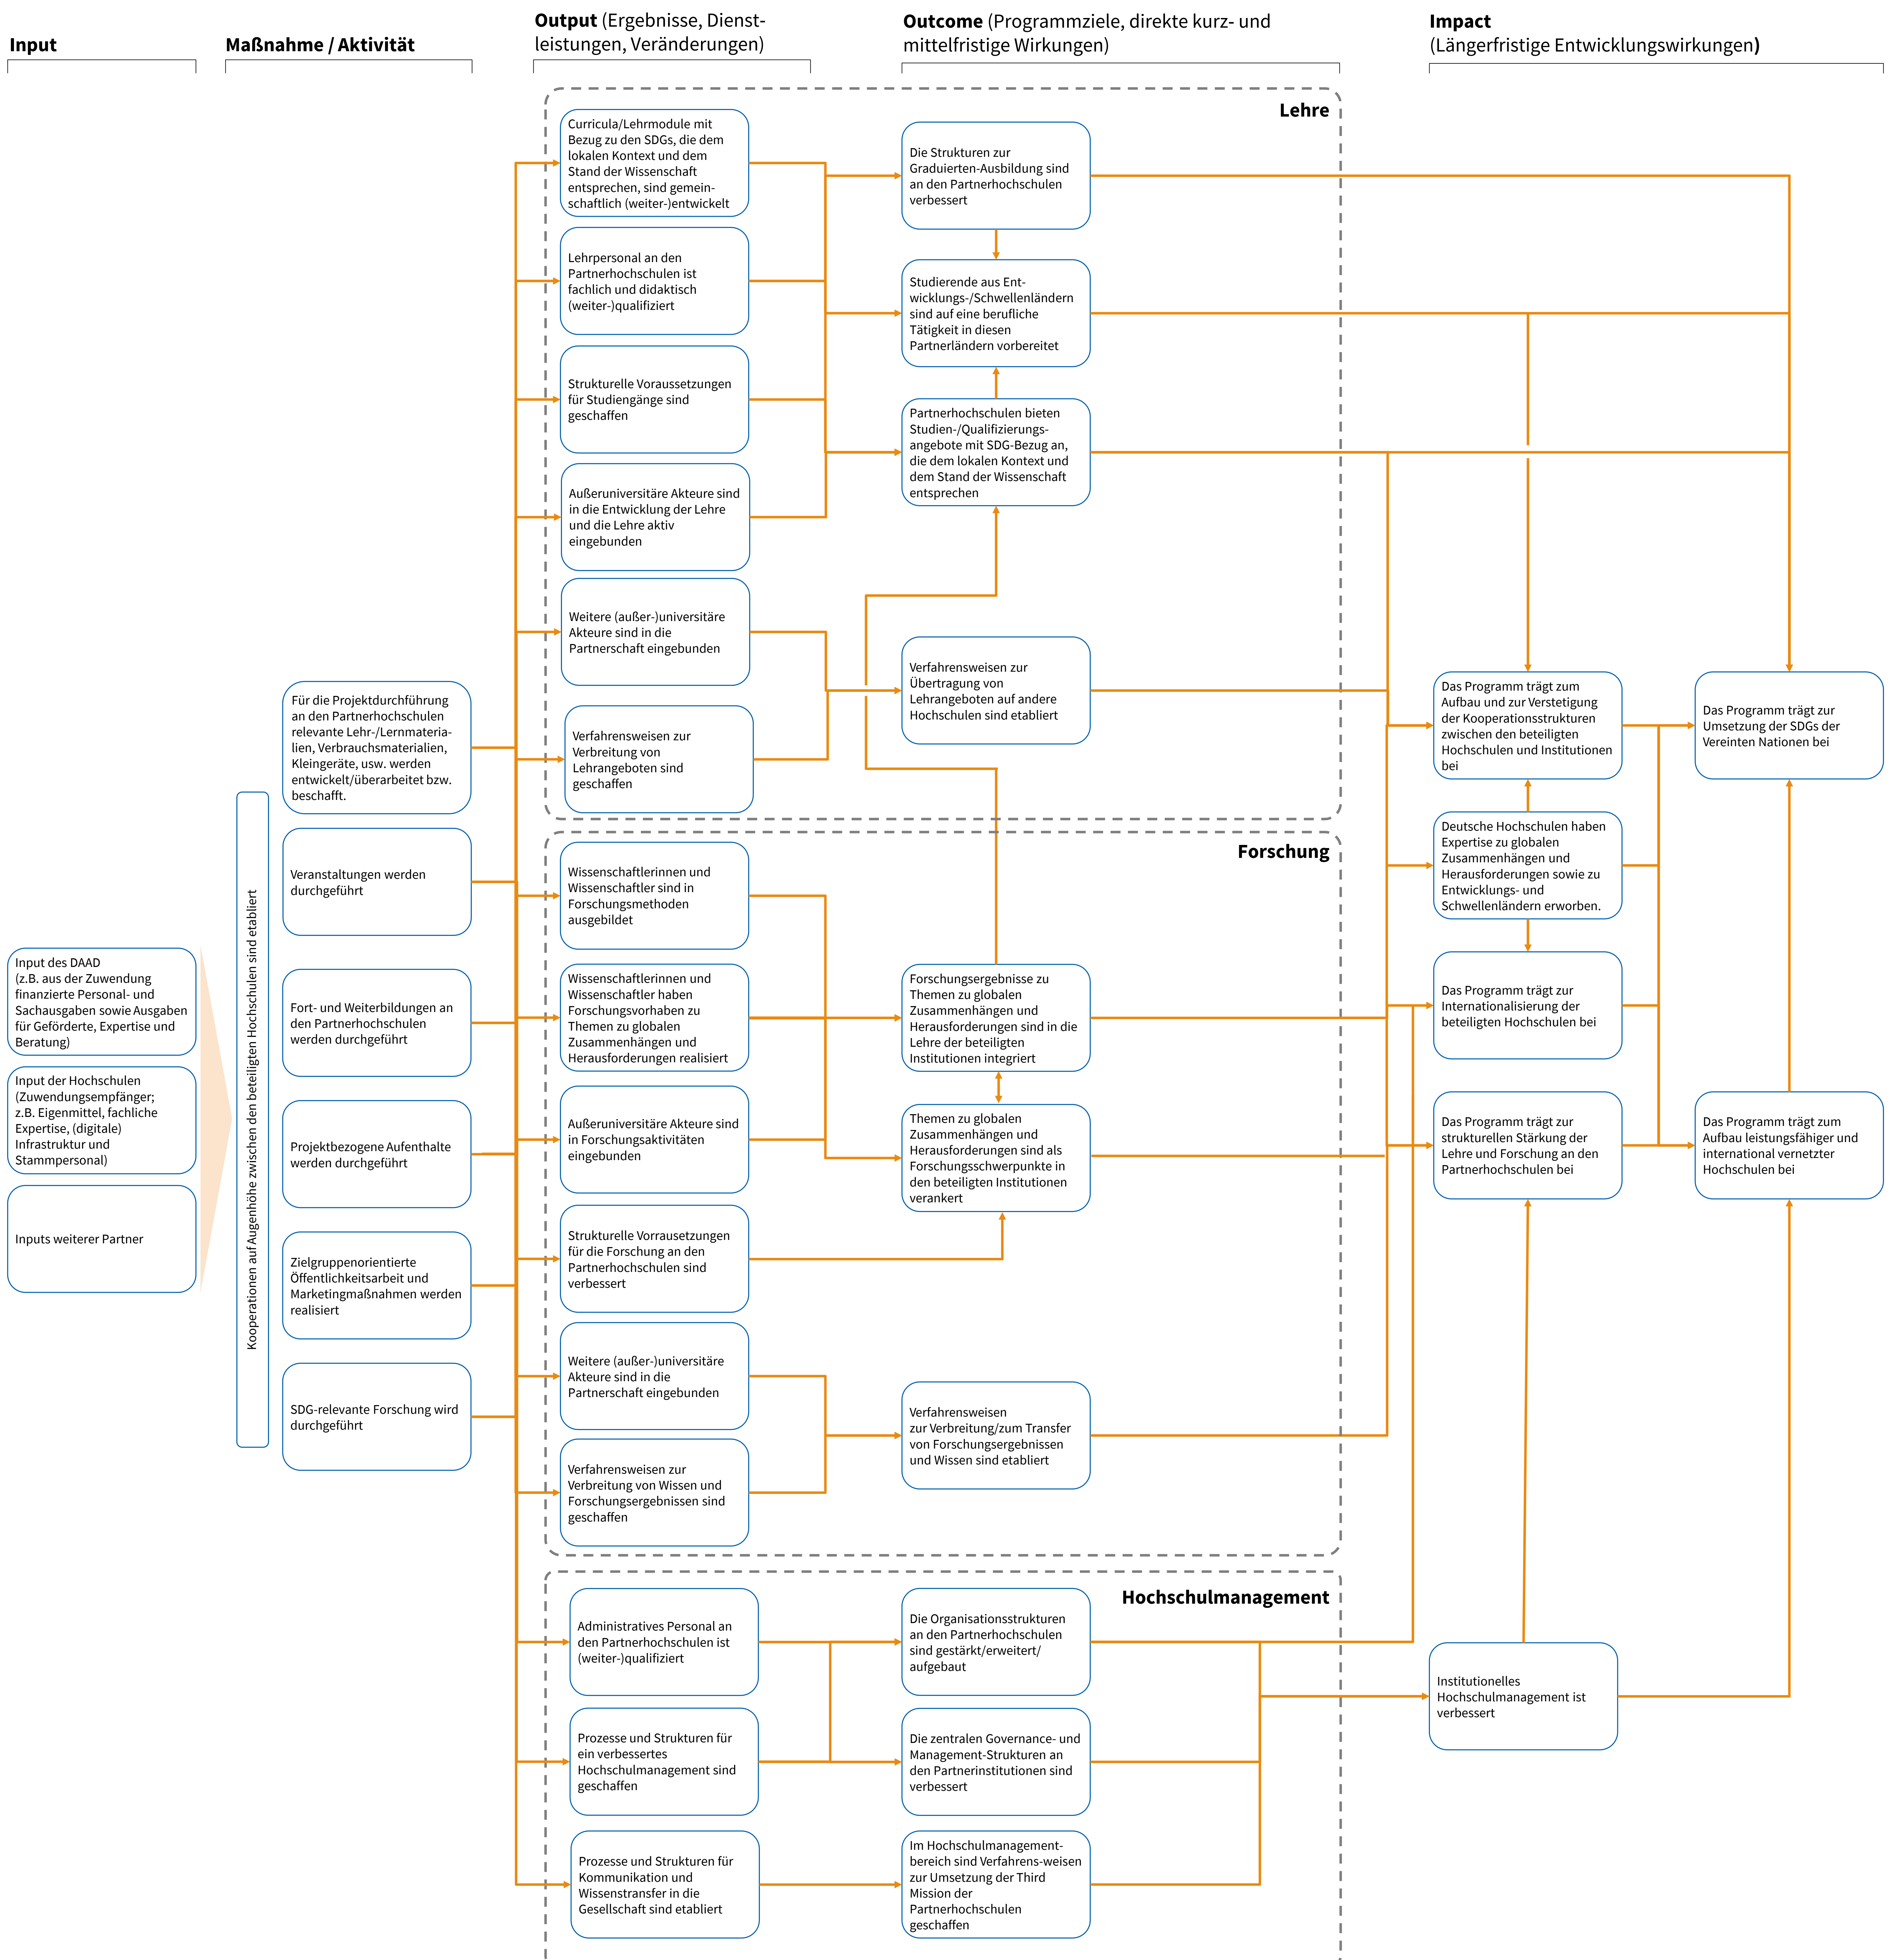 Input
Maßnahme / Aktivität
Output (Ergebnisse, Dienst-
leistungen, Veränderungen)
Outcome (Programmziele, direkte kurz- und
mittelfristige Wirkungen)
Impact
(Längerfristige Entwicklungswirkungen)
Input des DAAD
(z.B. aus der Zuwendung
finanzierte Personal- und
Sachausgaben sowie Ausgaben
für Geförderte, Expertise und
Beratung)
Input der Hochschulen
(Zuwendungsempfänger;
z.B. Eigenmittel, fachliche
Expertise, (digitale)
Infrastruktur und
Stammpersonal)
Inputs weiterer Partner
Kooperationen auf Augenhöhe zwischen den beteiligten Hochschulen sind etabliert
Für die Projektdurchführung
an den Partnerhochschulen
relevante Lehr-/Lernmateria-
lien, Verbrauchsmaterialien,
Kleingeräte, usw. werden
entwickelt/überarbeitet bzw.
beschafft.
Veranstaltungen werden
durchgeführt
Fort- und Weiterbildungen an
den Partnerhochschulen
werden durchgeführt
Projektbezogene Aufenthalte
werden durchgeführt
Zielgruppenorientierte
Öffentlichkeitsarbeit und
Marketingmaßnahmen werden
realisiert
SDG-relevante Forschung wird
durchgeführt
Lehre
Curricula/Lehrmodule mit
Bezug zu den SDGs, die dem
lokalen Kontext und dem
Stand der Wissenschaft
entsprechen, sind gemein-
schaftlich (weiter-)entwickelt
Lehrpersonal an den
Partnerhochschulen ist
fachlich und didaktisch
(weiter-)qualifiziert
Strukturelle Voraussetzungen
für Studiengänge sind
geschaffen
Außeruniversitäre Akteure sind
in die Entwicklung der Lehre
und die Lehre aktiv
eingebunden
Weitere (außer-)universitäre
Akteure sind in die
Partnerschaft eingebunden
Verfahrensweisen zur
Verbreitung von
Lehrangeboten sind
geschaffen
Die Strukturen zur
Graduierten-Ausbildung sind
an den Partnerhochschulen
verbessert
Studierende aus Ent-
wicklungs-/Schwellenländern
sind auf eine berufliche
Tätigkeit in diesen
Partnerländern vorbereitet
Partnerhochschulen bieten
Studien-/Qualifizierungs-
angebote mit SDG-Bezug an,
die dem lokalen Kontext und
dem Stand der Wissenschaft
entsprechen
Verfahrensweisen zur
Übertragung von
Lehrangeboten auf andere
Hochschulen sind etabliert
Forschung
Wissenschaftlerinnen und
Wissenschaftler sind in
Forschungsmethoden
ausgebildet
Wissenschaftlerinnen und
Wissenschaftler haben
Forschungsvorhaben zu
Themen zu globalen
Zusammenhängen und
Herausforderungen realisiert
Außeruniversitäre Akteure sind
in Forschungsaktivitäten
eingebunden
Strukturelle Vorrausetzungen
für die Forschung an den
Partnerhochschulen sind
verbessert
Weitere (außer-)universitäre
Akteure sind in die
Partnerschaft eingebunden
Verfahrensweisen zur
Verbreitung von Wissen und
Forschungsergebnissen sind
geschaffen
Forschungsergebnisse zu
Themen zu globalen
Zusammenhängen und
Herausforderungen sind in die
Lehre der beteiligten
Institutionen integriert
Themen zu globalen
Zusammenhängen und
Herausforderungen sind als
Forschungsschwerpunkte in
den beteiligten Institutionen
verankert
Verfahrensweisen
zur Verbreitung/zum Transfer
von Forschungsergebnissen
und Wissen sind etabliert
Hochschulmanagement
Administratives Personal an
den Partnerhochschulen ist
(weiter-)qualifiziert
Prozesse und Strukturen für
ein verbessertes
Hochschulmanagement sind
geschaffen
Prozesse und Strukturen für
Kommunikation und
Wissenstransfer in die
Gesellschaft sind etabliert
Die Organisationsstrukturen
an den Partnerhochschulen
sind gestärkt/erweitert/
aufgebaut
Die zentralen Governance- und
Management-Strukturen an
den Partnerinstitutionen sind
verbessert
Im Hochschulmanagement-
bereich sind Verfahrens-weisen
zur Umsetzung der Third
Mission der
Partnerhochschulen
geschaffen
Das Programm trägt zum
Aufbau und zur Verstetigung
der Kooperationsstrukturen
zwischen den beteiligten
Hochschulen und Institutionen
bei
Deutsche Hochschulen haben
Expertise zu globalen
Zusammenhängen und
Herausforderungen sowie zu
Entwicklungs- und
Schwellenländern erworben.
Das Programm trägt zur
Internationalisierung der
beteiligten Hochschulen bei
Das Programm trägt zur
strukturellen Stärkung der
Lehre und Forschung an den
Partnerhochschulen bei
Institutionelles
Hochschulmanagement ist
verbessert
Das Programm trägt zur
Umsetzung der SDGs der
Vereinten Nationen bei
Das Programm trägt zum
Aufbau leistungsfähiger und
international vernetzter
Hochschulen bei